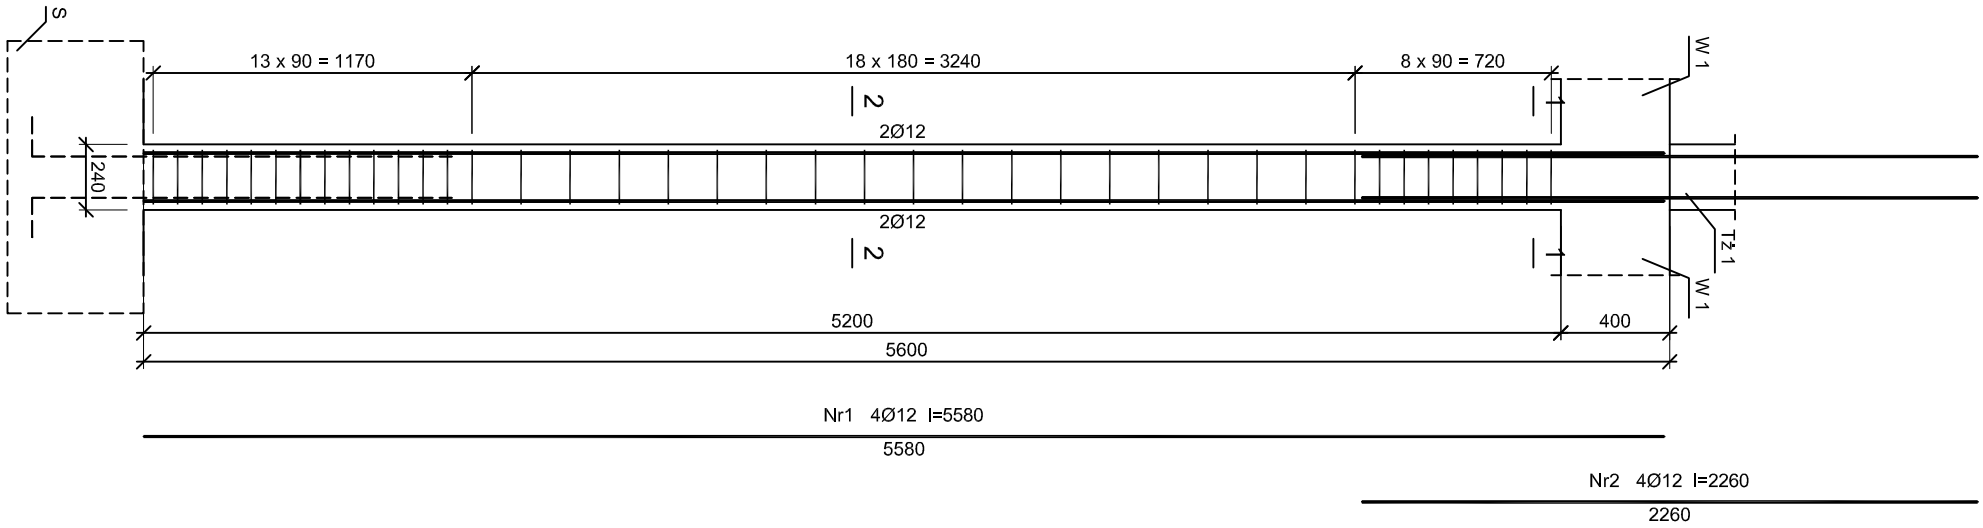 S
13 x 90 = 1170
18 x 180 = 3240
8 x 90 = 720
W 1
2
1
2Ø12
240
2Ø12
2
1
Tż 1
W 1
5200
400
5600
Nr1 4Ø12 l=5580
5580
Nr2 4Ø12 l=2260
2260